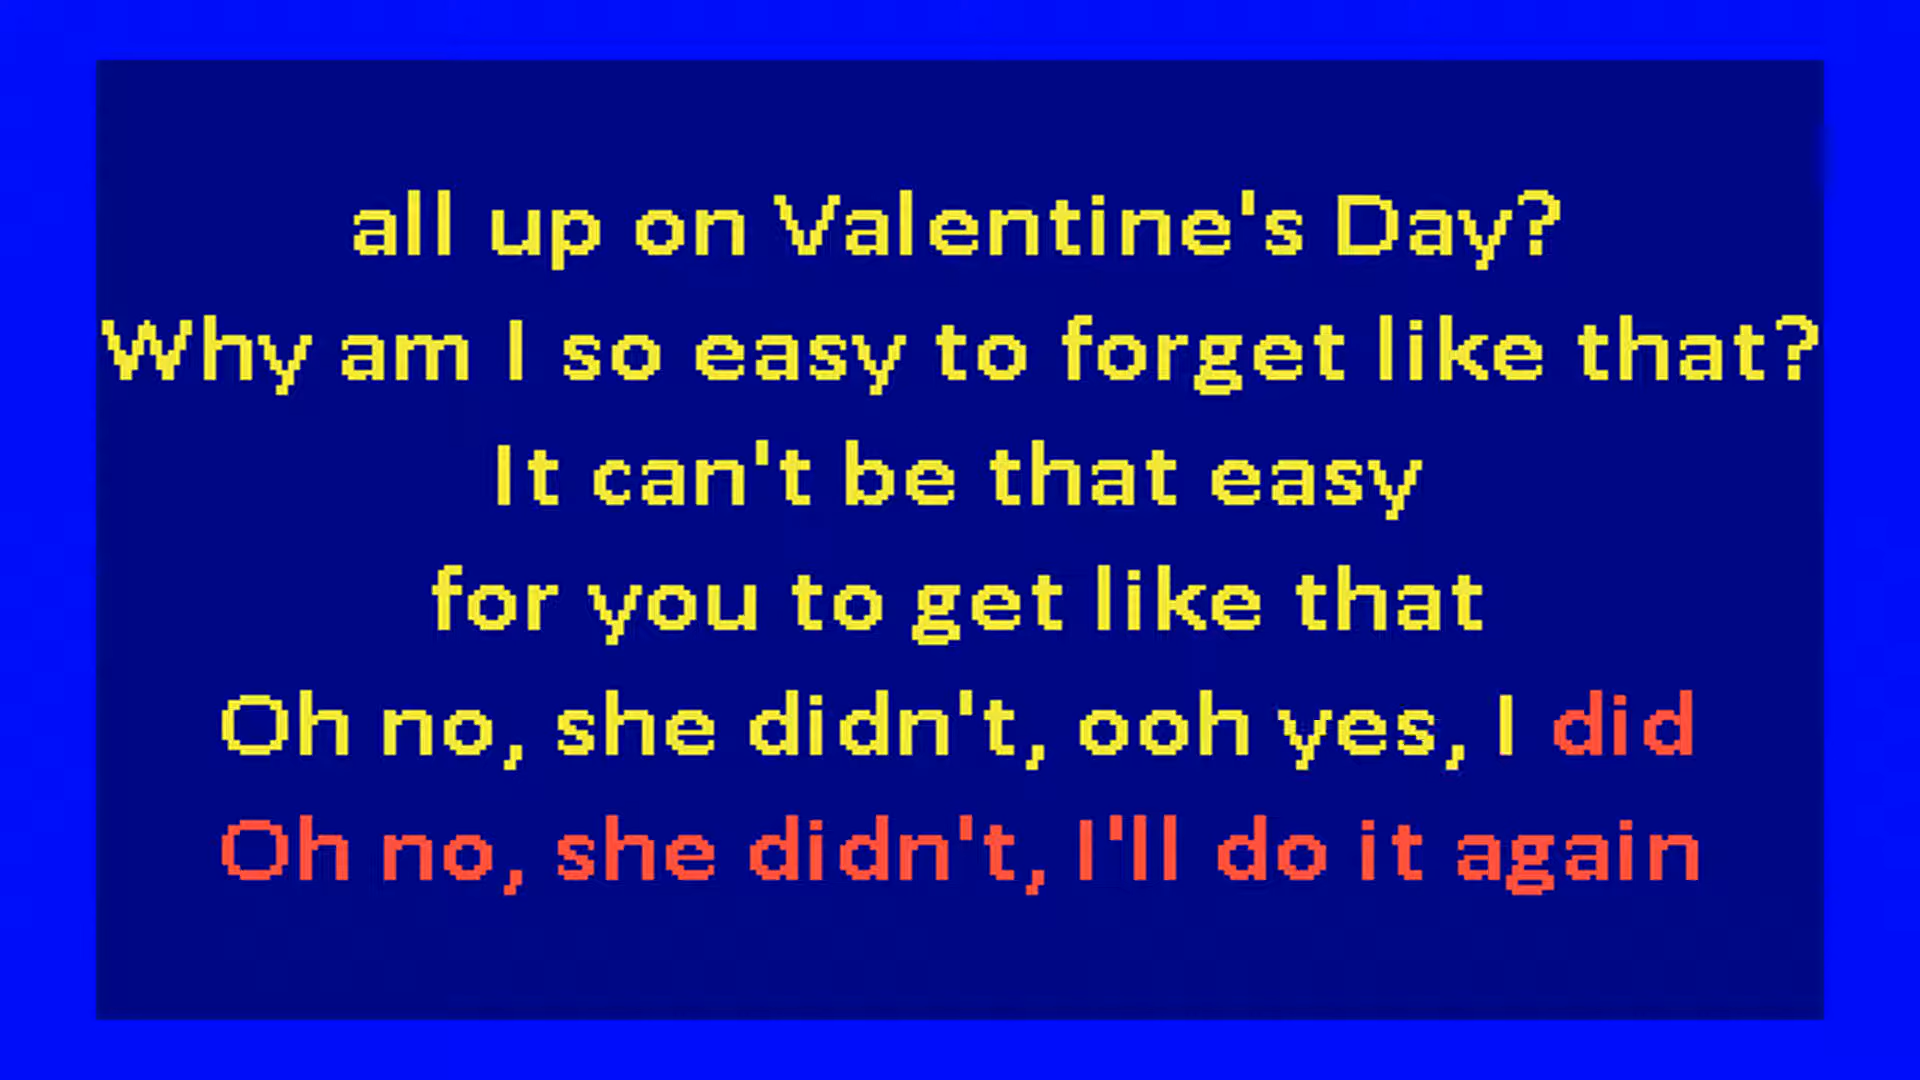 all up on Valentine's Day?
Why am I so easy to forget like that?
It can't be that easy
for you to get like that
Oh no, she didn't, ooh yes, I did
Oh no, she didn't, I'll do it again